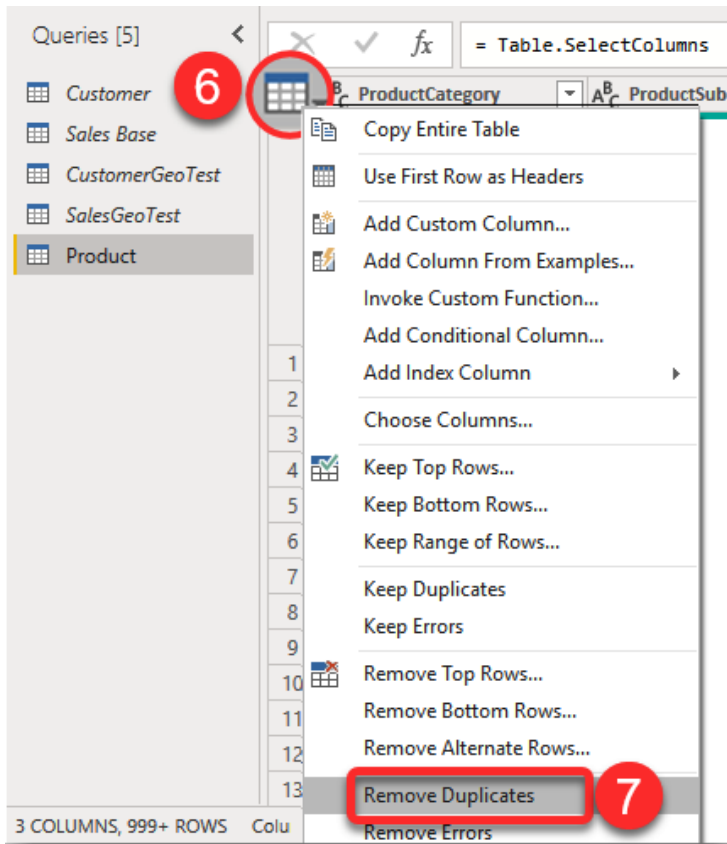 Queries [5]
fx
= Table.SelectColumns
6
Customer
Sales Base
CustomerGeoTest
SalesGeoTest
Product
ABC ProductCategory
ABC ProductSub
Copy Entire Table
Use First Row as Headers
Add Custom Column...
Add Column From Examples...
Invoke Custom Function...
Add Conditional Column...
Add Index Column
Choose Columns...
Keep Top Rows...
Keep Bottom Rows...
Keep Range of Rows...
Keep Duplicates
Keep Errors
Remove Top Rows...
Remove Bottom Rows...
Remove Alternate Rows...
Remove Duplicates
7
Remove Errors
1
2
3
4
5
6
7
8
9
10
11
12
13
3 COLUMNS, 999+ ROWS Colu